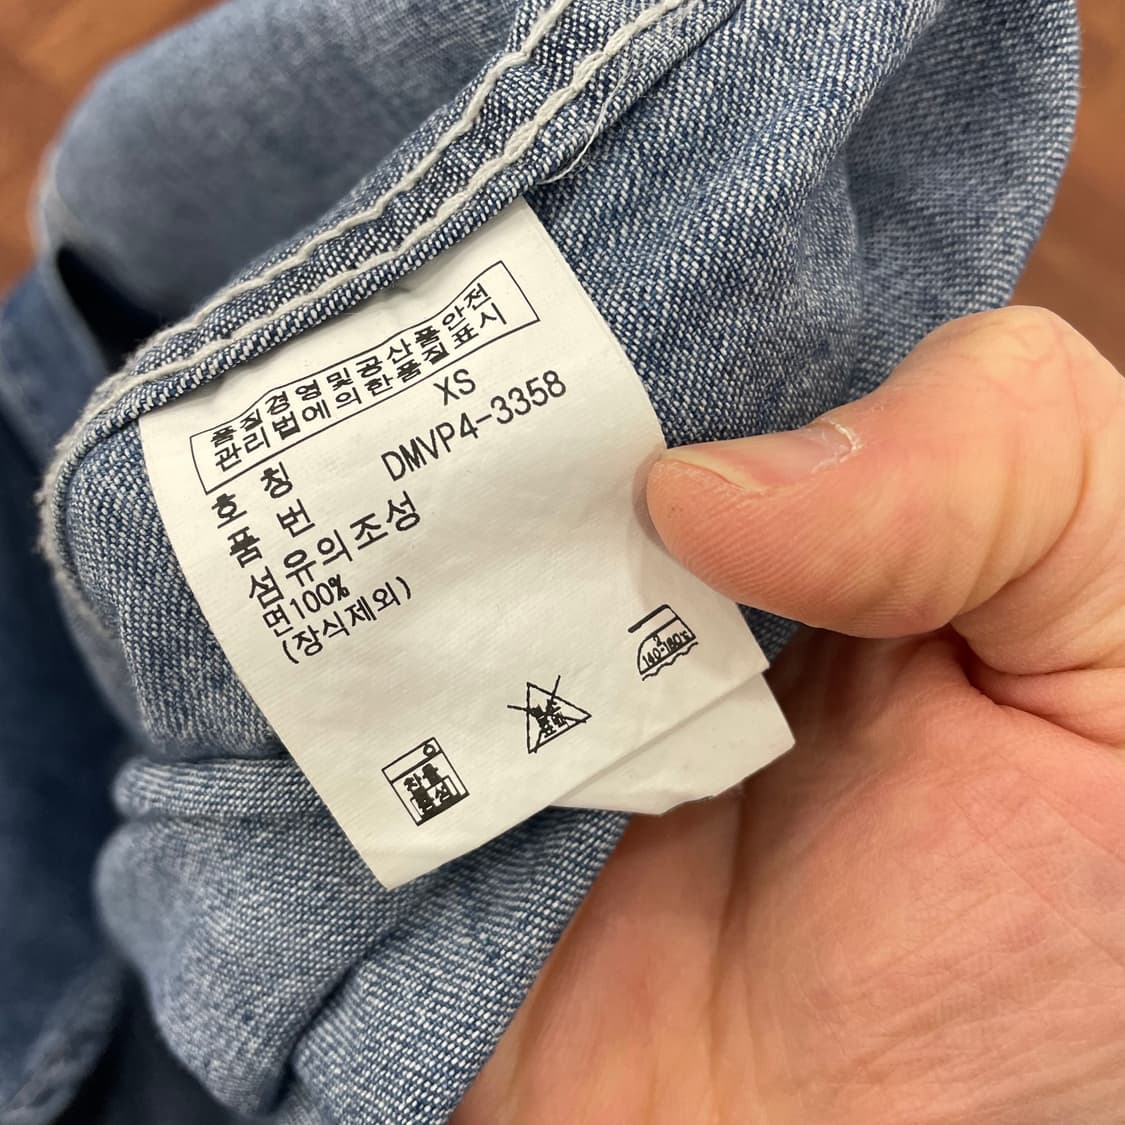 품질경영및공산품안전
관리법에의한품질표시
호 칭 XS
품 번 DMVP4-3358
섬유의조성
면100%
(장식제외)
140~160℃